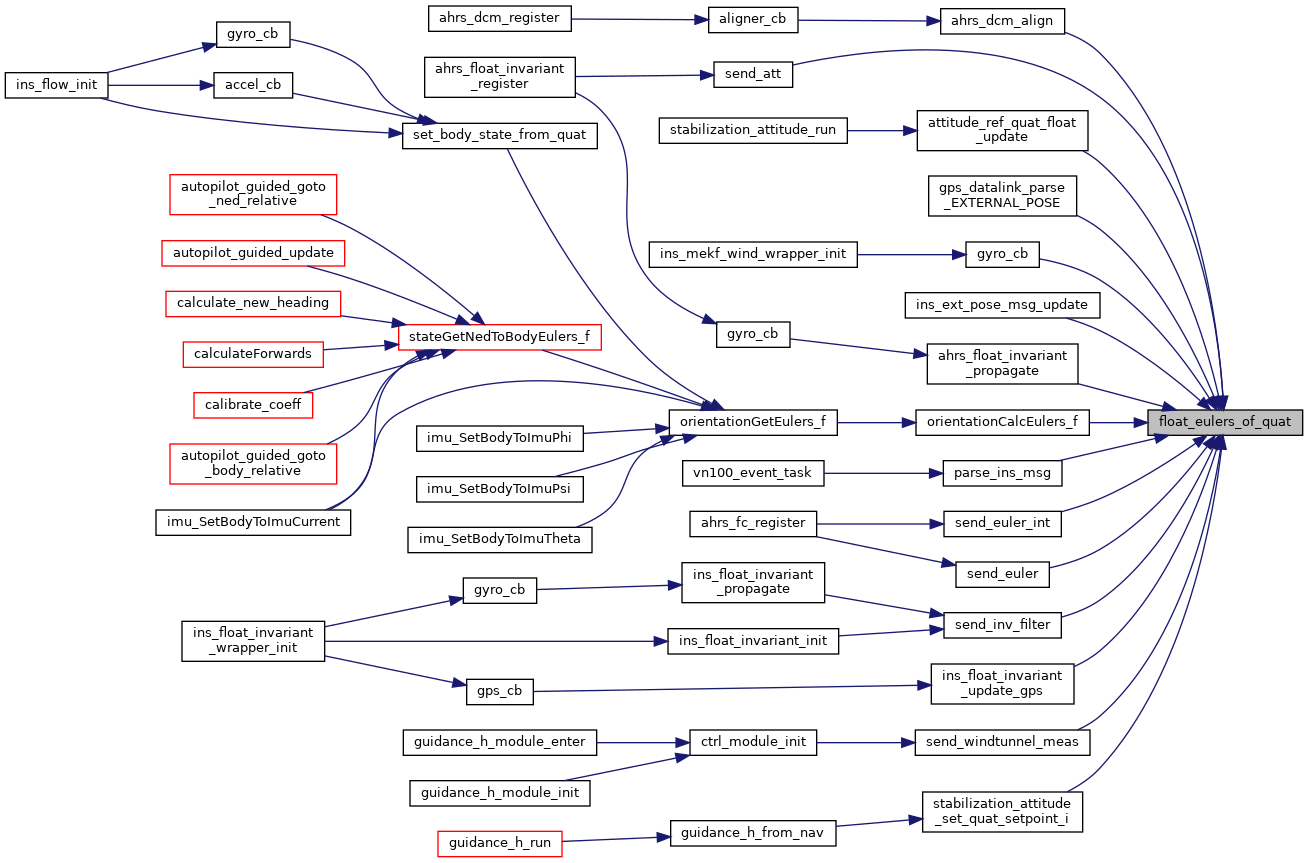 ahrs_dcm_register
aligner_cb
ahrs_dcm_align
gyro_cb
ahrs_float_invariant
_register
send_att
ins_flow_init
accel_cb
set_body_state_from_quat
stabilization_attitude_run
attitude_ref_quat_float
_update
autopilot_guided_goto
_ned_relative
gps_datalink_parse
_EXTERNAL_POSE
autopilot_guided_update
ins_mekf_wind_wrapper_init
gyro_cb
calculate_new_heading
ins_ext_pose_msg_update
stateGetNedToBodyEulers_f
gyro_cb
calculateForwards
ahrs_float_invariant
_propagate
calibrate_coeff
orientationGetEulers_f
orientationCalcEulers_f
float_eulers_of_quat
imu_SetBodyToImuPhi
autopilot_guided_goto
_body_relative
vn100_event_task
parse_ins_msg
imu_SetBodyToImuPsi
imu_SetBodyToImuCurrent
ahrs_fc_register
send_euler_int
imu_SetBodyToImuTheta
send_euler
gyro_cb
ins_float_invariant
_propagate
ins_float_invariant
_wrapper_init
ins_float_invariant_init
send_inv_filter
gps_cb
ins_float_invariant
_update_gps
guidance_h_module_enter
ctrl_module_init
send_windtunnel_meas
guidance_h_module_init
stabilization_attitude
_set_quat_setpoint_i
guidance_h_run
guidance_h_from_nav